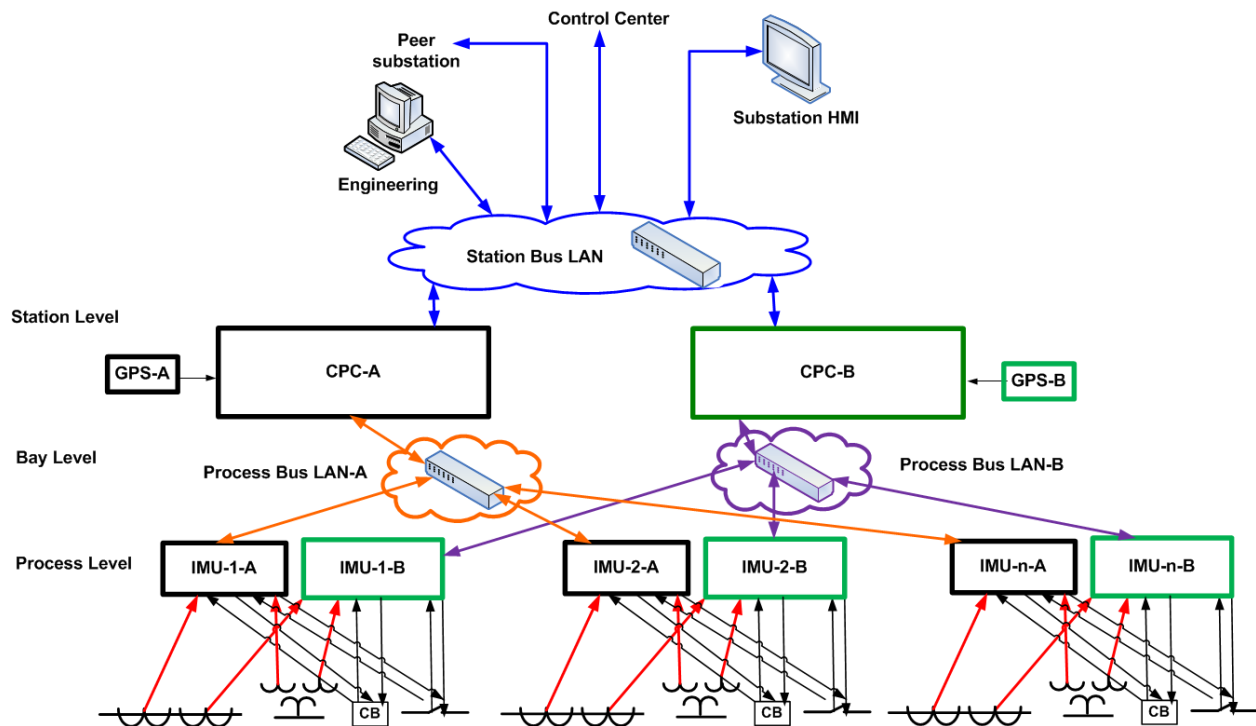 Control Center
Peer
substation
Substation HMI
Engineering
Station Bus LAN
Station Level
GPS-A
CPC-A
CPC-B
GPS-B
Bay Level
Process Bus LAN-A
Process Bus LAN-B
Process Level
IMU-1-A
IMU-1-B
IMU-2-A
IMU-2-B
IMU-n-A
IMU-n-B
CB
CB
CB